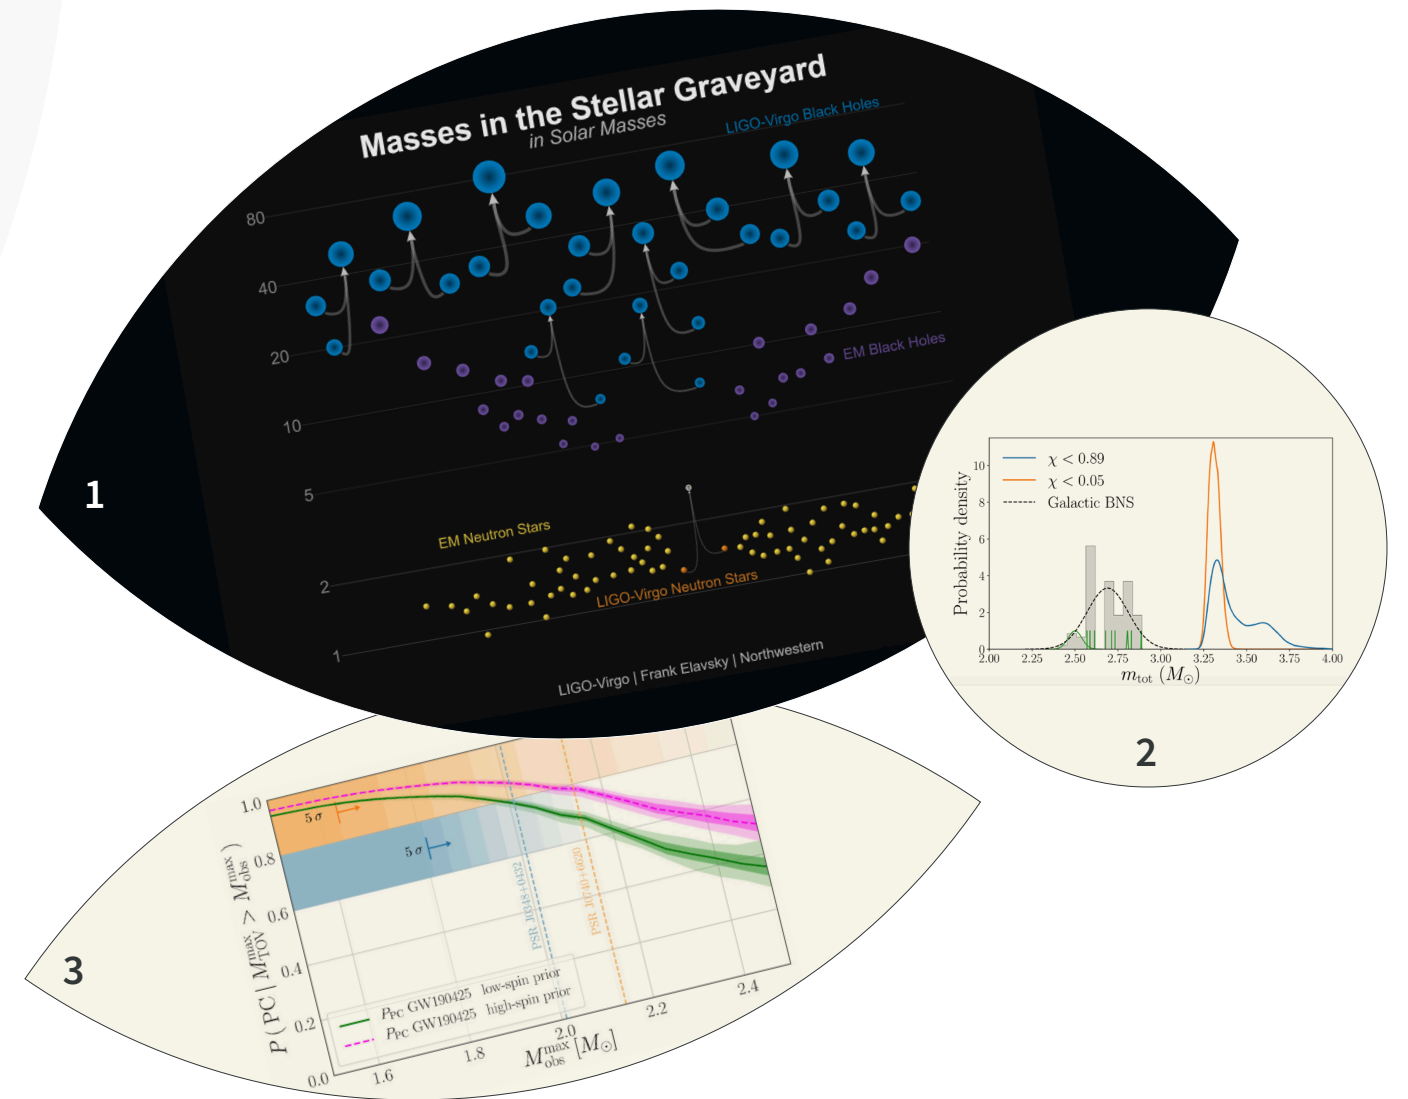 Masses in the Stellar Graveyard
in Solar Masses
LIGO-Virgo Black Holes
80
40
20
EM Black Holes
10
5
EM Neutron Stars
2
LIGO-Virgo Neutron Stars
1
LIGO-Virgo | Frank Elavsky | Northwestern
1
χ < 0.89
χ < 0.05
Galactic BNS
Probability density
10
8
6
4
2
0
2.00 2.25 2.50 2.75 3.00 3.25 3.50 3.75 4.00
m_tot (M_⊙)
2
1.0
0.8
0.6
0.4
0.2
0.0
P(PC | M_TOV^max > M_obs^max)
5σ
5σ
PSR J0348+0432
PSR J0740+6620
P_PC GW190425 low-spin prior
P_PC GW190425 high-spin prior
1.6 1.8 2.0 2.2 2.4
M_obs^max [M_⊙]
3